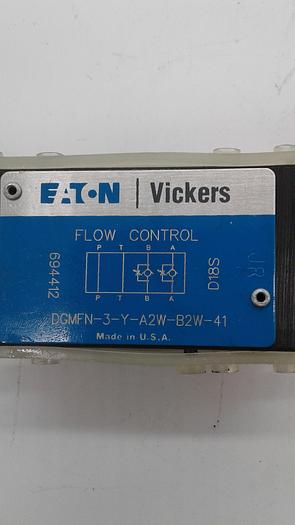 EATON | Vickers
FLOW CONTROL
P T B A
694412
D18S
JR
P T B A
DGMFN-3-Y-A2W-B2W-41
Made in U.S.A.